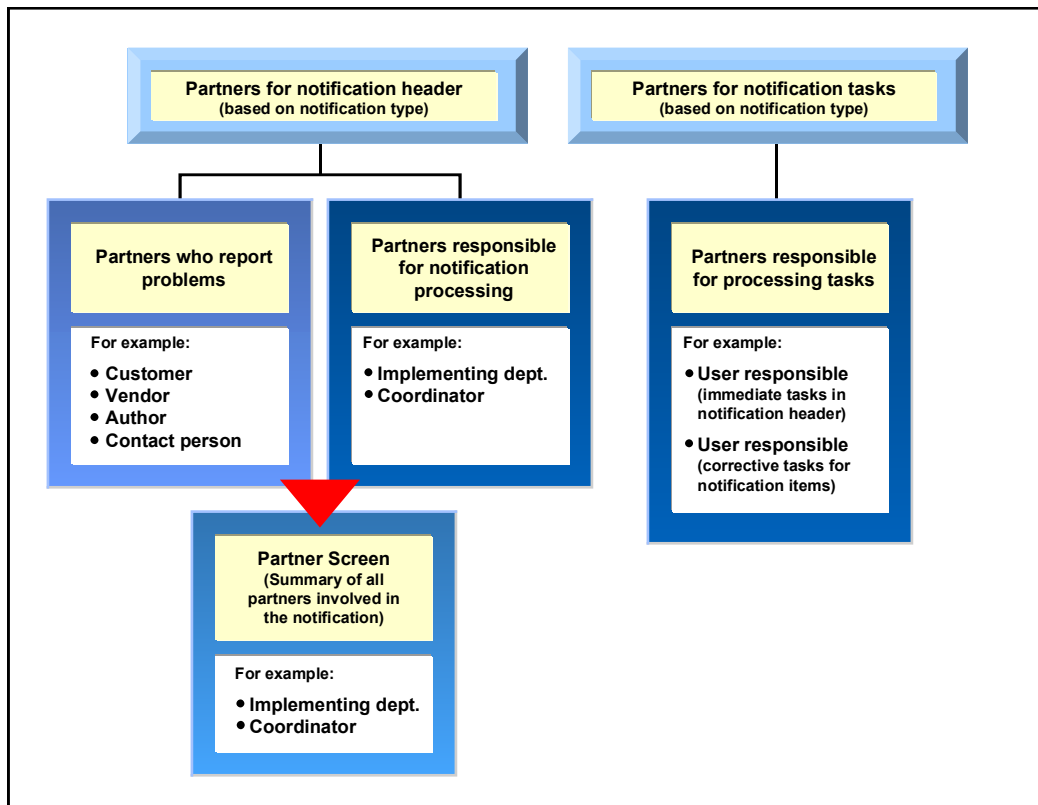 Partners for notification header
(based on notification type)
Partners for notification tasks
(based on notification type)
Partners who report
problems
For example:
• Customer
• Vendor
• Author
• Contact person
Partners responsible
for notification
processing
For example:
• Implementing dept.
• Coordinator
Partners responsible
for processing tasks
For example:
• User responsible
(immediate tasks in
notification header)
• User responsible
(corrective tasks for
notification items)
Partner Screen
(Summary of all
partners involved in
the notification)
For example:
• Implementing dept.
• Coordinator